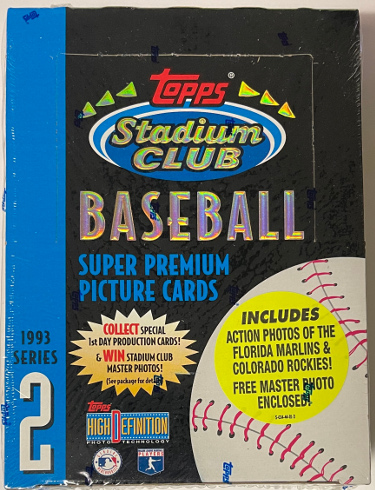 Topps®
Stadium
CLUB
BASEBALL
SUPER PREMIUM
PICTURE CARDS
COLLECT SPECIAL
1st DAY PRODUCTION CARDS!
& WIN STADIUM CLUB
MASTER PHOTOS!
(See package for details)
INCLUDES
ACTION PHOTOS OF THE
FLORIDA MARLINS &
COLORADO ROCKIES!
FREE MASTER PHOTO
ENCLOSED!
1993
SERIES
2
Topps
HIGH DEFINITION
PHOTO TECHNOLOGY
PLAYERS